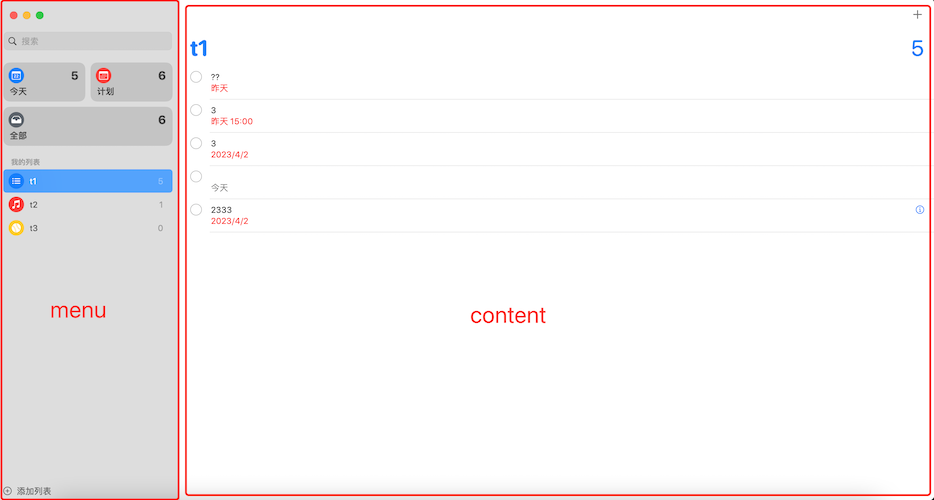 搜索
5
今天
6
计划
6
全部
我的列表
t1 5
t2 1
t3 0
menu
添加列表
t1 5
??
昨天
3
昨天 15:00
3
2023/4/2
今天
2333
2023/4/2
content